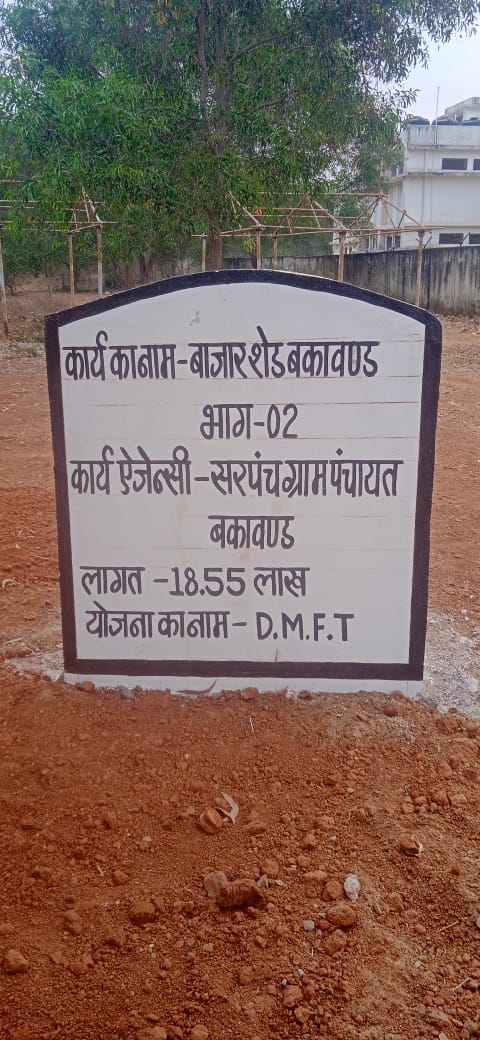 कार्य का नाम - बाजार शेड बकावण्ड
भाग-02
कार्य ऐजेन्सी - सरपंच ग्राम पंचायत
बकावण्ड
लागत - 18.55 लाख
योजना का नाम - D.M.F.T